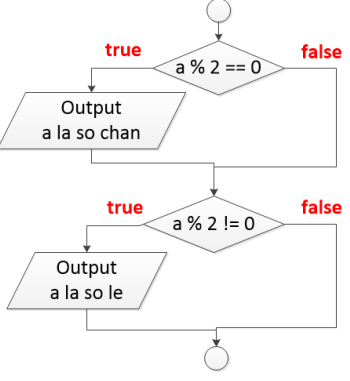 true
false
a % 2 == 0
Output
a la so chan
true
false
a % 2 != 0
Output
a la so le